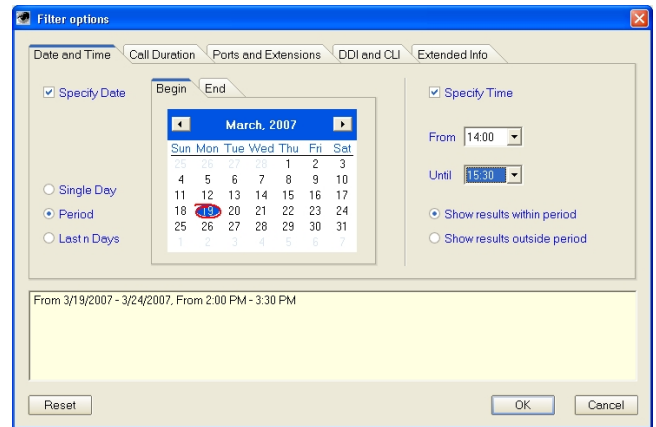 Filter options
Date and Time Call Duration Ports and Extensions DDI and CLI Extended Info
Specify Date
Begin End
March, 2007
Sun Mon Tue Wed Thu Fri Sat
25 26 27 28 1 2 3
4 5 6 7 8 9 10
11 12 13 14 15 16 17
18 19 20 21 22 23 24
25 26 27 28 29 30 31
1 2 3 4 5 6 7
Single Day
Period
Last n Days
Specify Time
From 14:00
Until 15:30
Show results within period
Show results outside period
From 3/19/2007 - 3/24/2007, From 2:00 PM - 3:30 PM
Reset OK Cancel